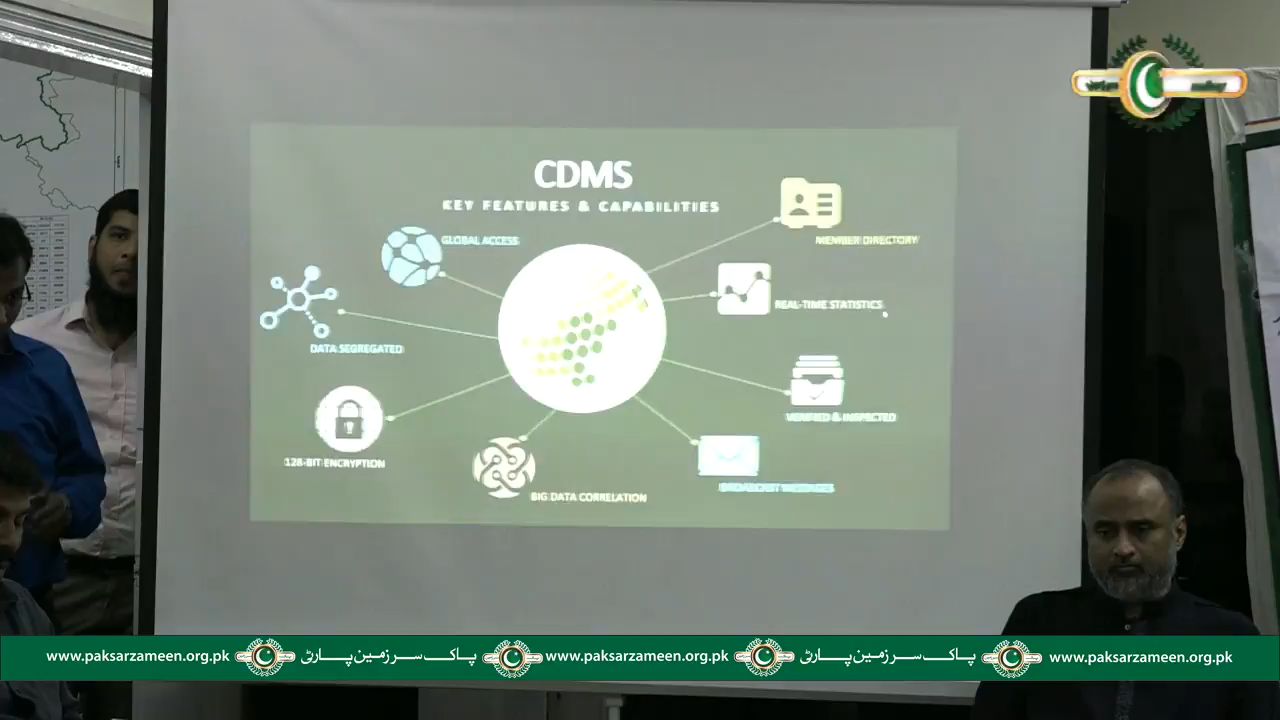 CDMS
KEY FEATURES & CAPABILITIES
GLOBAL ACCESS
MEMBER DIRECTORY
REAL-TIME STATISTICS
DATA SEGREGATED
VERIFIED & INSPECTED
128-BIT ENCRYPTION
BROADCAST MESSAGES
BIG DATA CORRELATION
www.paksarzameen.org.pk پاک سرزمین پارٹی www.paksarzameen.org.pk پاک سرزمین پارٹی www.paksarzameen.org.pk